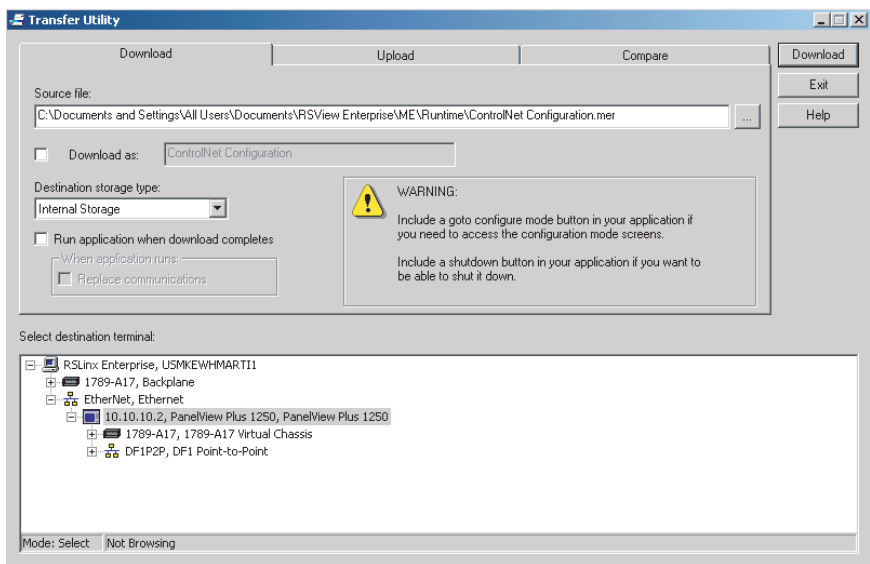 Transfer Utility
Download
Upload
Compare
Download
Exit
Help
Source file:
C:\Documents and Settings\All Users\Documents\RSView Enterprise\ME\Runtime\ControlNet Configuration.mer
...
Download as:
ControlNet Configuration
Destination storage type:
Internal Storage
Run application when download completes
When application runs:
Replace communications
WARNING:
Include a goto configure mode button in your application if
you need to access the configuration mode screens.
Include a shutdown button in your application if you want to
be able to shut it down.
Select destination terminal:
RSLinx Enterprise, USMKEWHMARTI1
1789-A17, Backplane
EtherNet, Ethernet
10.10.10.2, PanelView Plus 1250, PanelView Plus 1250
1789-A17, 1789-A17 Virtual Chassis
DF1P2P, DF1 Point-to-Point
Mode: Select
Not Browsing